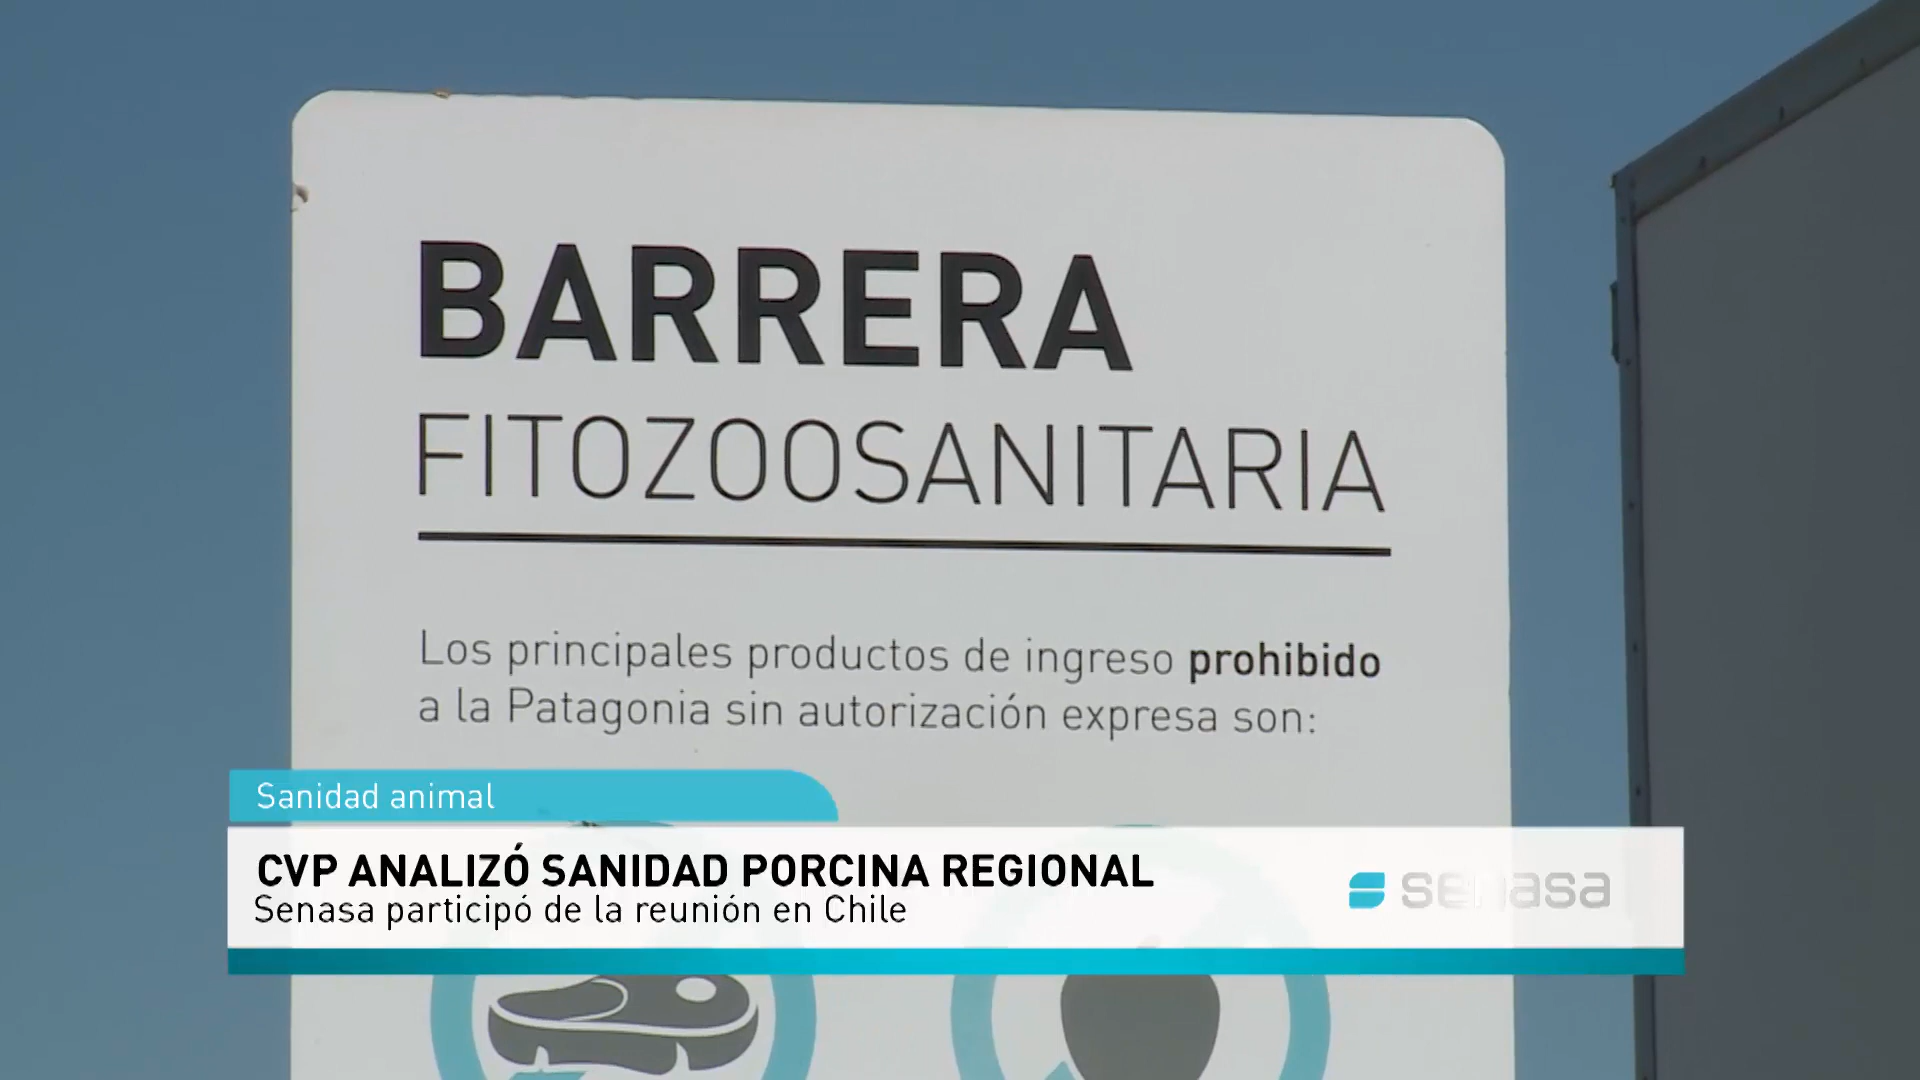 BARRERA
FITOZOOSANITARIA
Los principales productos de ingreso prohibido
a la Patagonia sin autorización expresa son:
Sanidad animal
CVP ANALIZÓ SANIDAD PORCINA REGIONAL
Senasa participó de la reunión en Chile
senasa